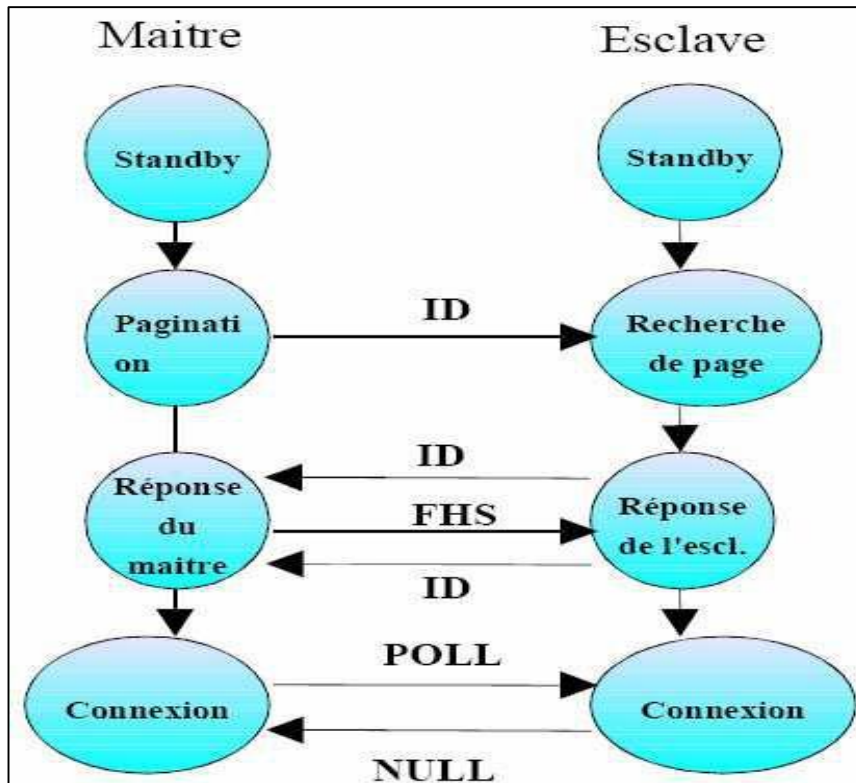 Maitre
Esclave
Standby
Standby
Paginati
on
ID
Recherche
de page
ID
Réponse
du
maitre
FHS
Réponse
de l'escl.
ID
POLL
Connexion
Connexion
NULL